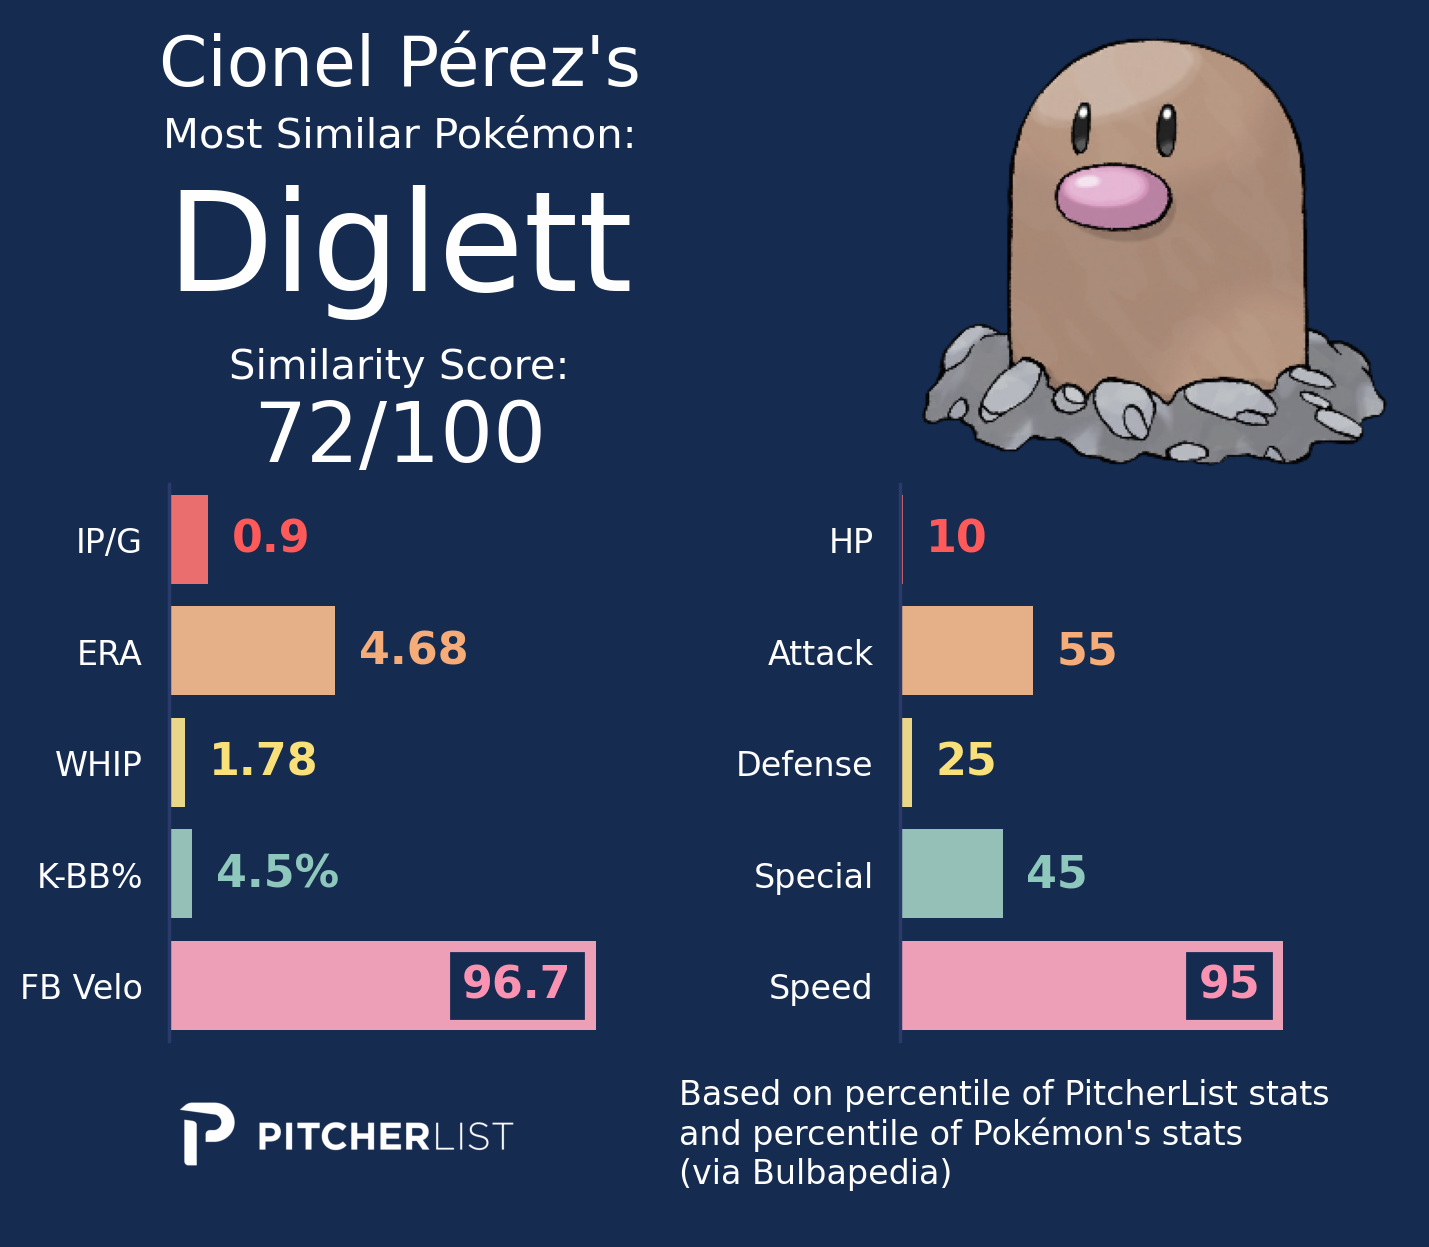 Cionel Pérez's
Most Similar Pokémon:
Diglett
Similarity Score:
72/100
IP/G 0.9
ERA 4.68
WHIP 1.78
K-BB% 4.5%
FB Velo 96.7
HP 10
Attack 55
Defense 25
Special 45
Speed 95
PITCHERLIST
Based on percentile of PitcherList stats
and percentile of Pokémon's stats
(via Bulbapedia)